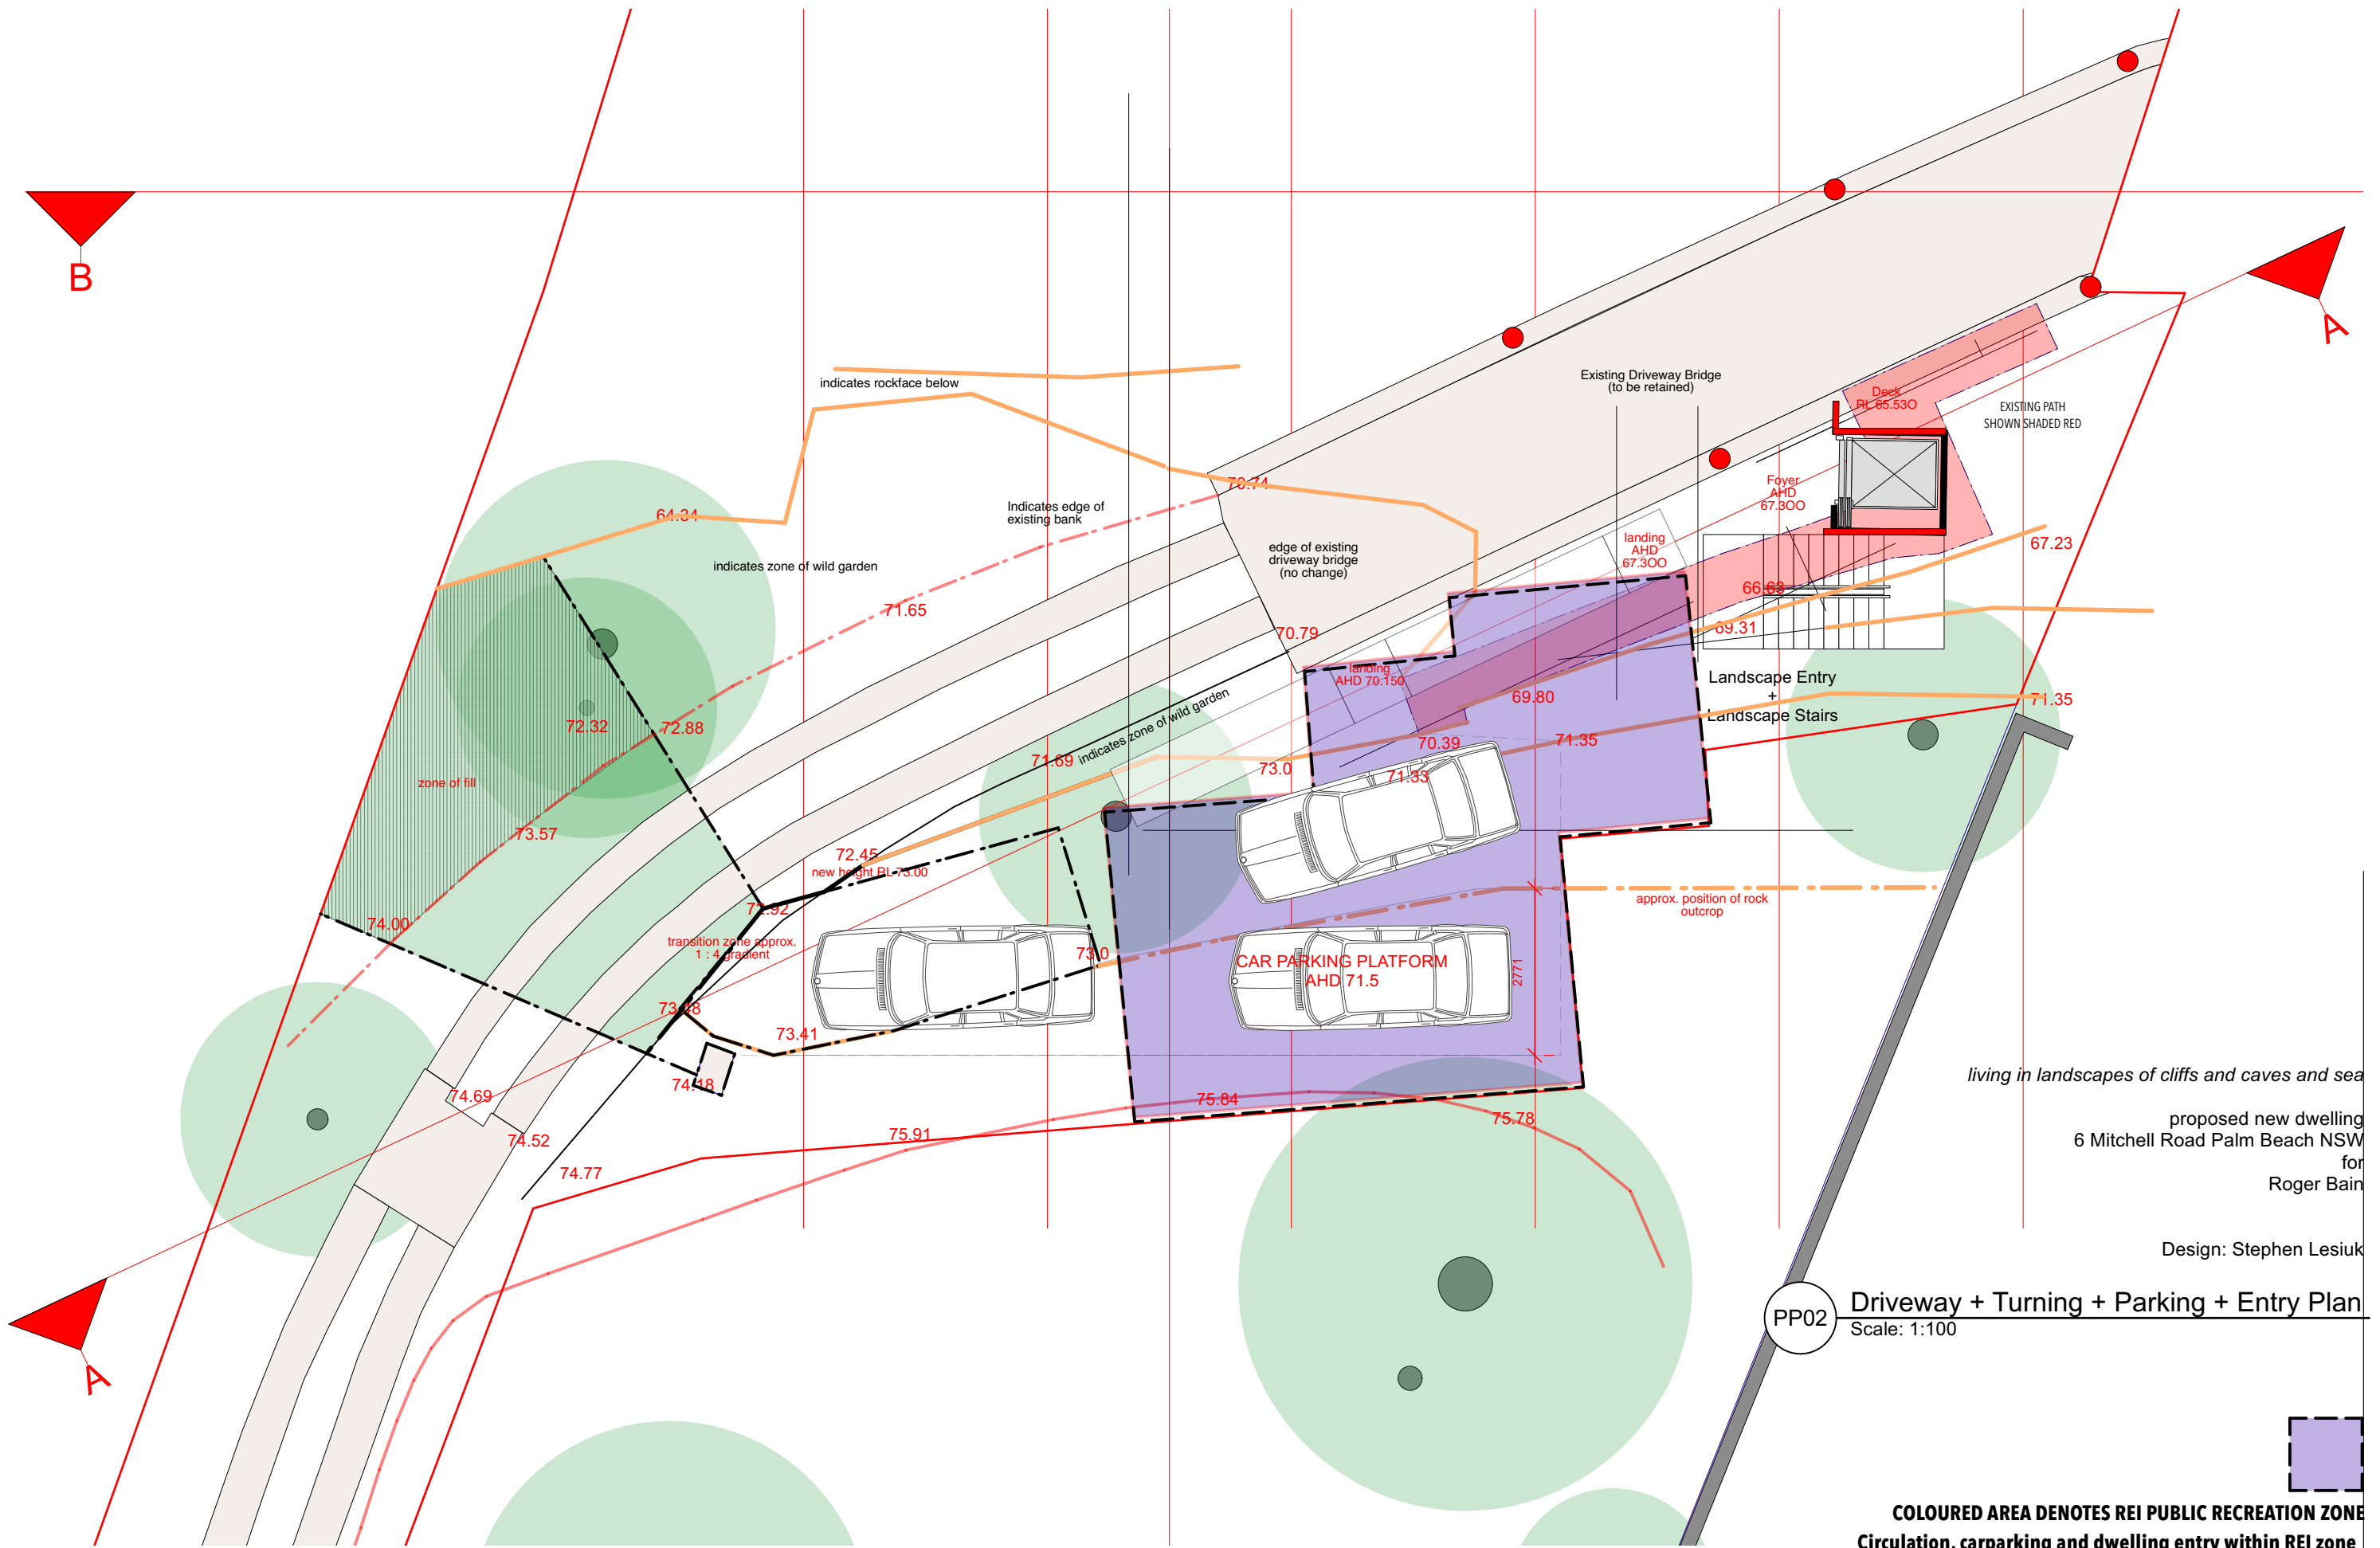 B
A
indicates rockface below
Existing Driveway Bridge
(to be retained)
Deck
RL 65.53O
EXISTING PATH
SHOWN SHADED RED
70.74
Foyer
AHD
67.3OO
64.34
Indicates edge of
existing bank
67.23
edge of existing
driveway bridge
(no change)
landing
AHD
67.3OO
indicates zone of wild garden
66.63
71.65
70.79
69.31
landing
AHD 70.150
Landscape Entry
+
Landscape Stairs
69.80
71.35
72.32
72.88
indicates zone of wild garden
70.39
71.35
71.69
73.0
71.33
zone of fill
73.57
72.45
new height RL 73.00
approx. position of rock
outcrop
72.92
74.00
transition zone approx.
1 : 4 gradient
73.0
CAR PARKING PLATFORM
AHD 71.5
2771
73.48
73.41
74.18
74.69
75.84
75.78
74.52
75.91
74.77
living in landscapes of cliffs and caves and sea
proposed new dwelling
6 Mitchell Road Palm Beach NSW
for
Roger Bain
Design: Stephen Lesiuk
PP02
Driveway + Turning + Parking + Entry Plan
Scale: 1:100
A
COLOURED AREA DENOTES REI PUBLIC RECREATION ZONE
Circulation, carparking and dwelling entry within REI zone